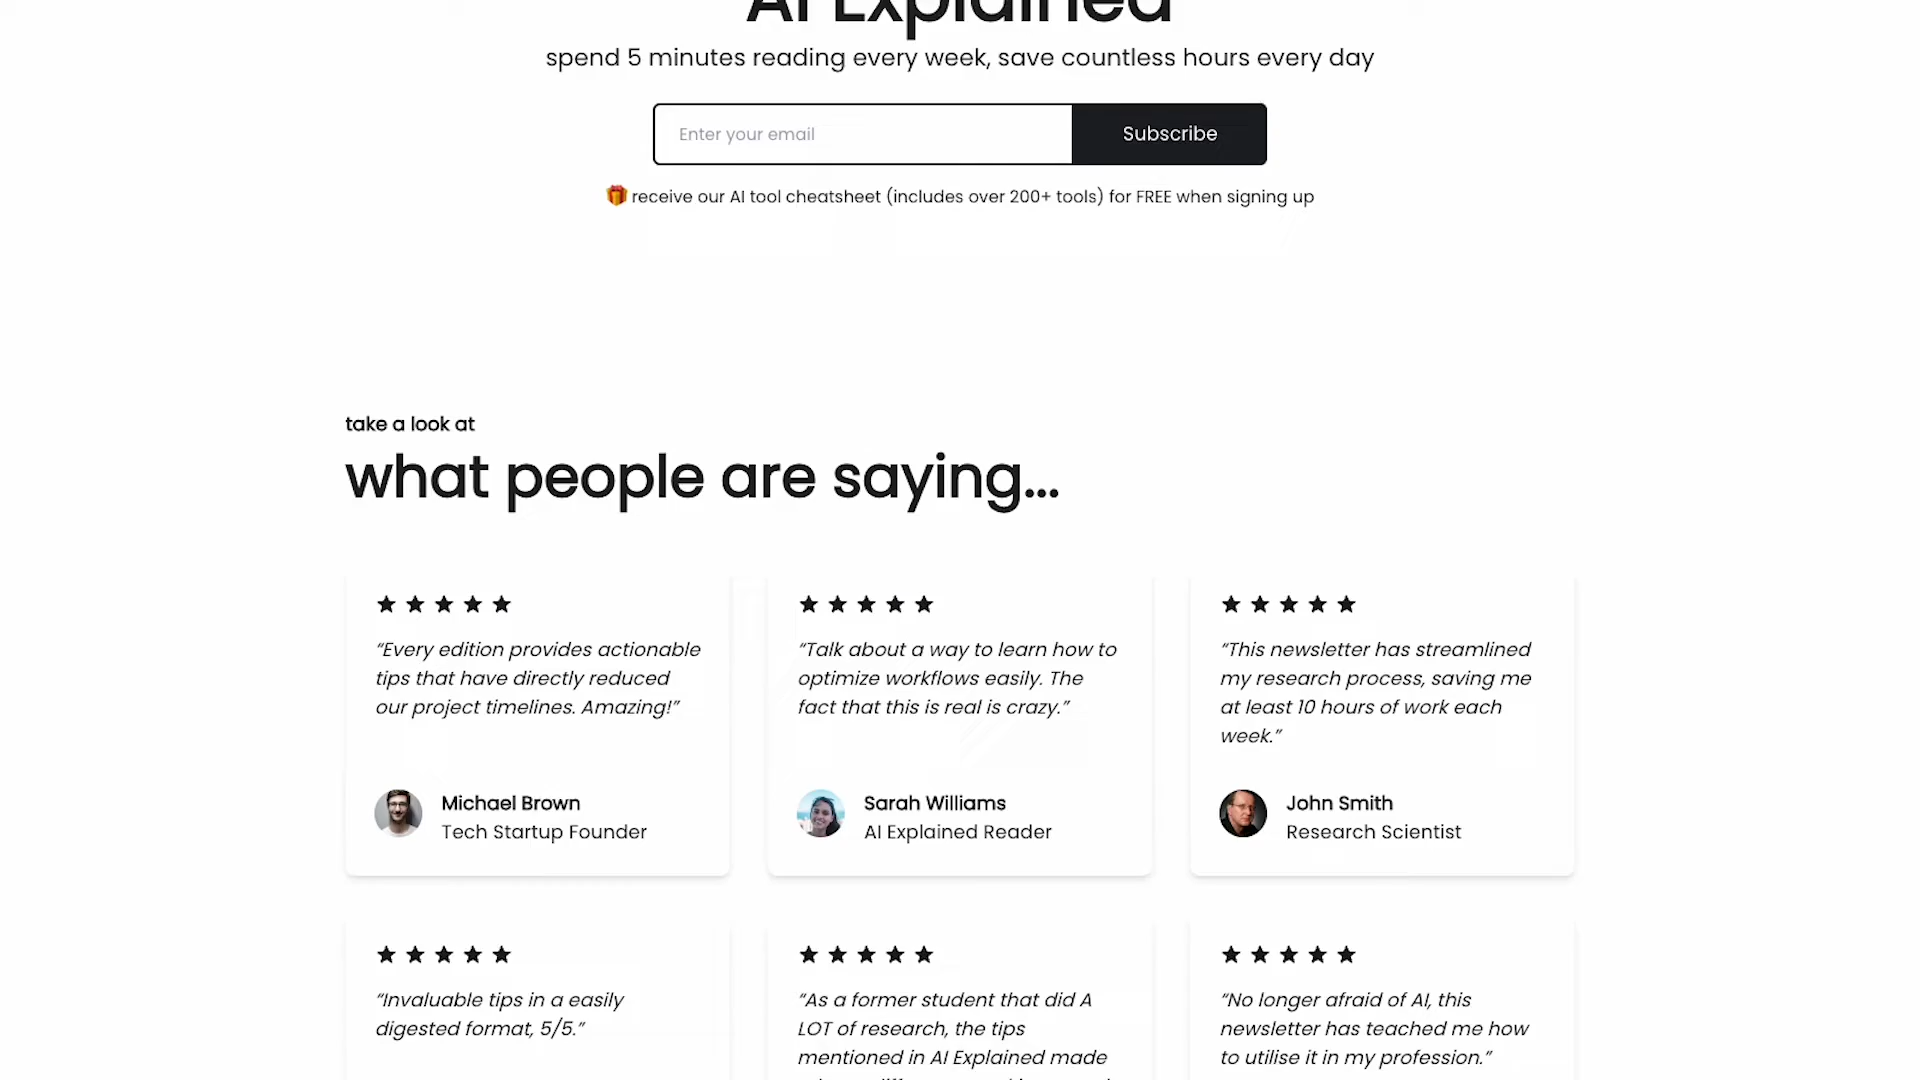 AI Explained
spend 5 minutes reading every week, save countless hours every day
Enter your email
Subscribe
receive our AI tool cheatsheet (includes over 200+ tools) for FREE when signing up
take a look at
what people are saying...
“Every edition provides actionable
tips that have directly reduced
our project timelines. Amazing!”
Michael Brown
Tech Startup Founder
“Talk about a way to learn how to
optimize workflows easily. The
fact that this is real is crazy.”
Sarah Williams
AI Explained Reader
“This newsletter has streamlined
my research process, saving me
at least 10 hours of work each
week.”
John Smith
Research Scientist
“Invaluable tips in a easily
digested format, 5/5.”
“As a former student that did A
LOT of research, the tips
mentioned in AI Explained made
“No longer afraid of AI, this
newsletter has taught me how
to utilise it in my profession.”